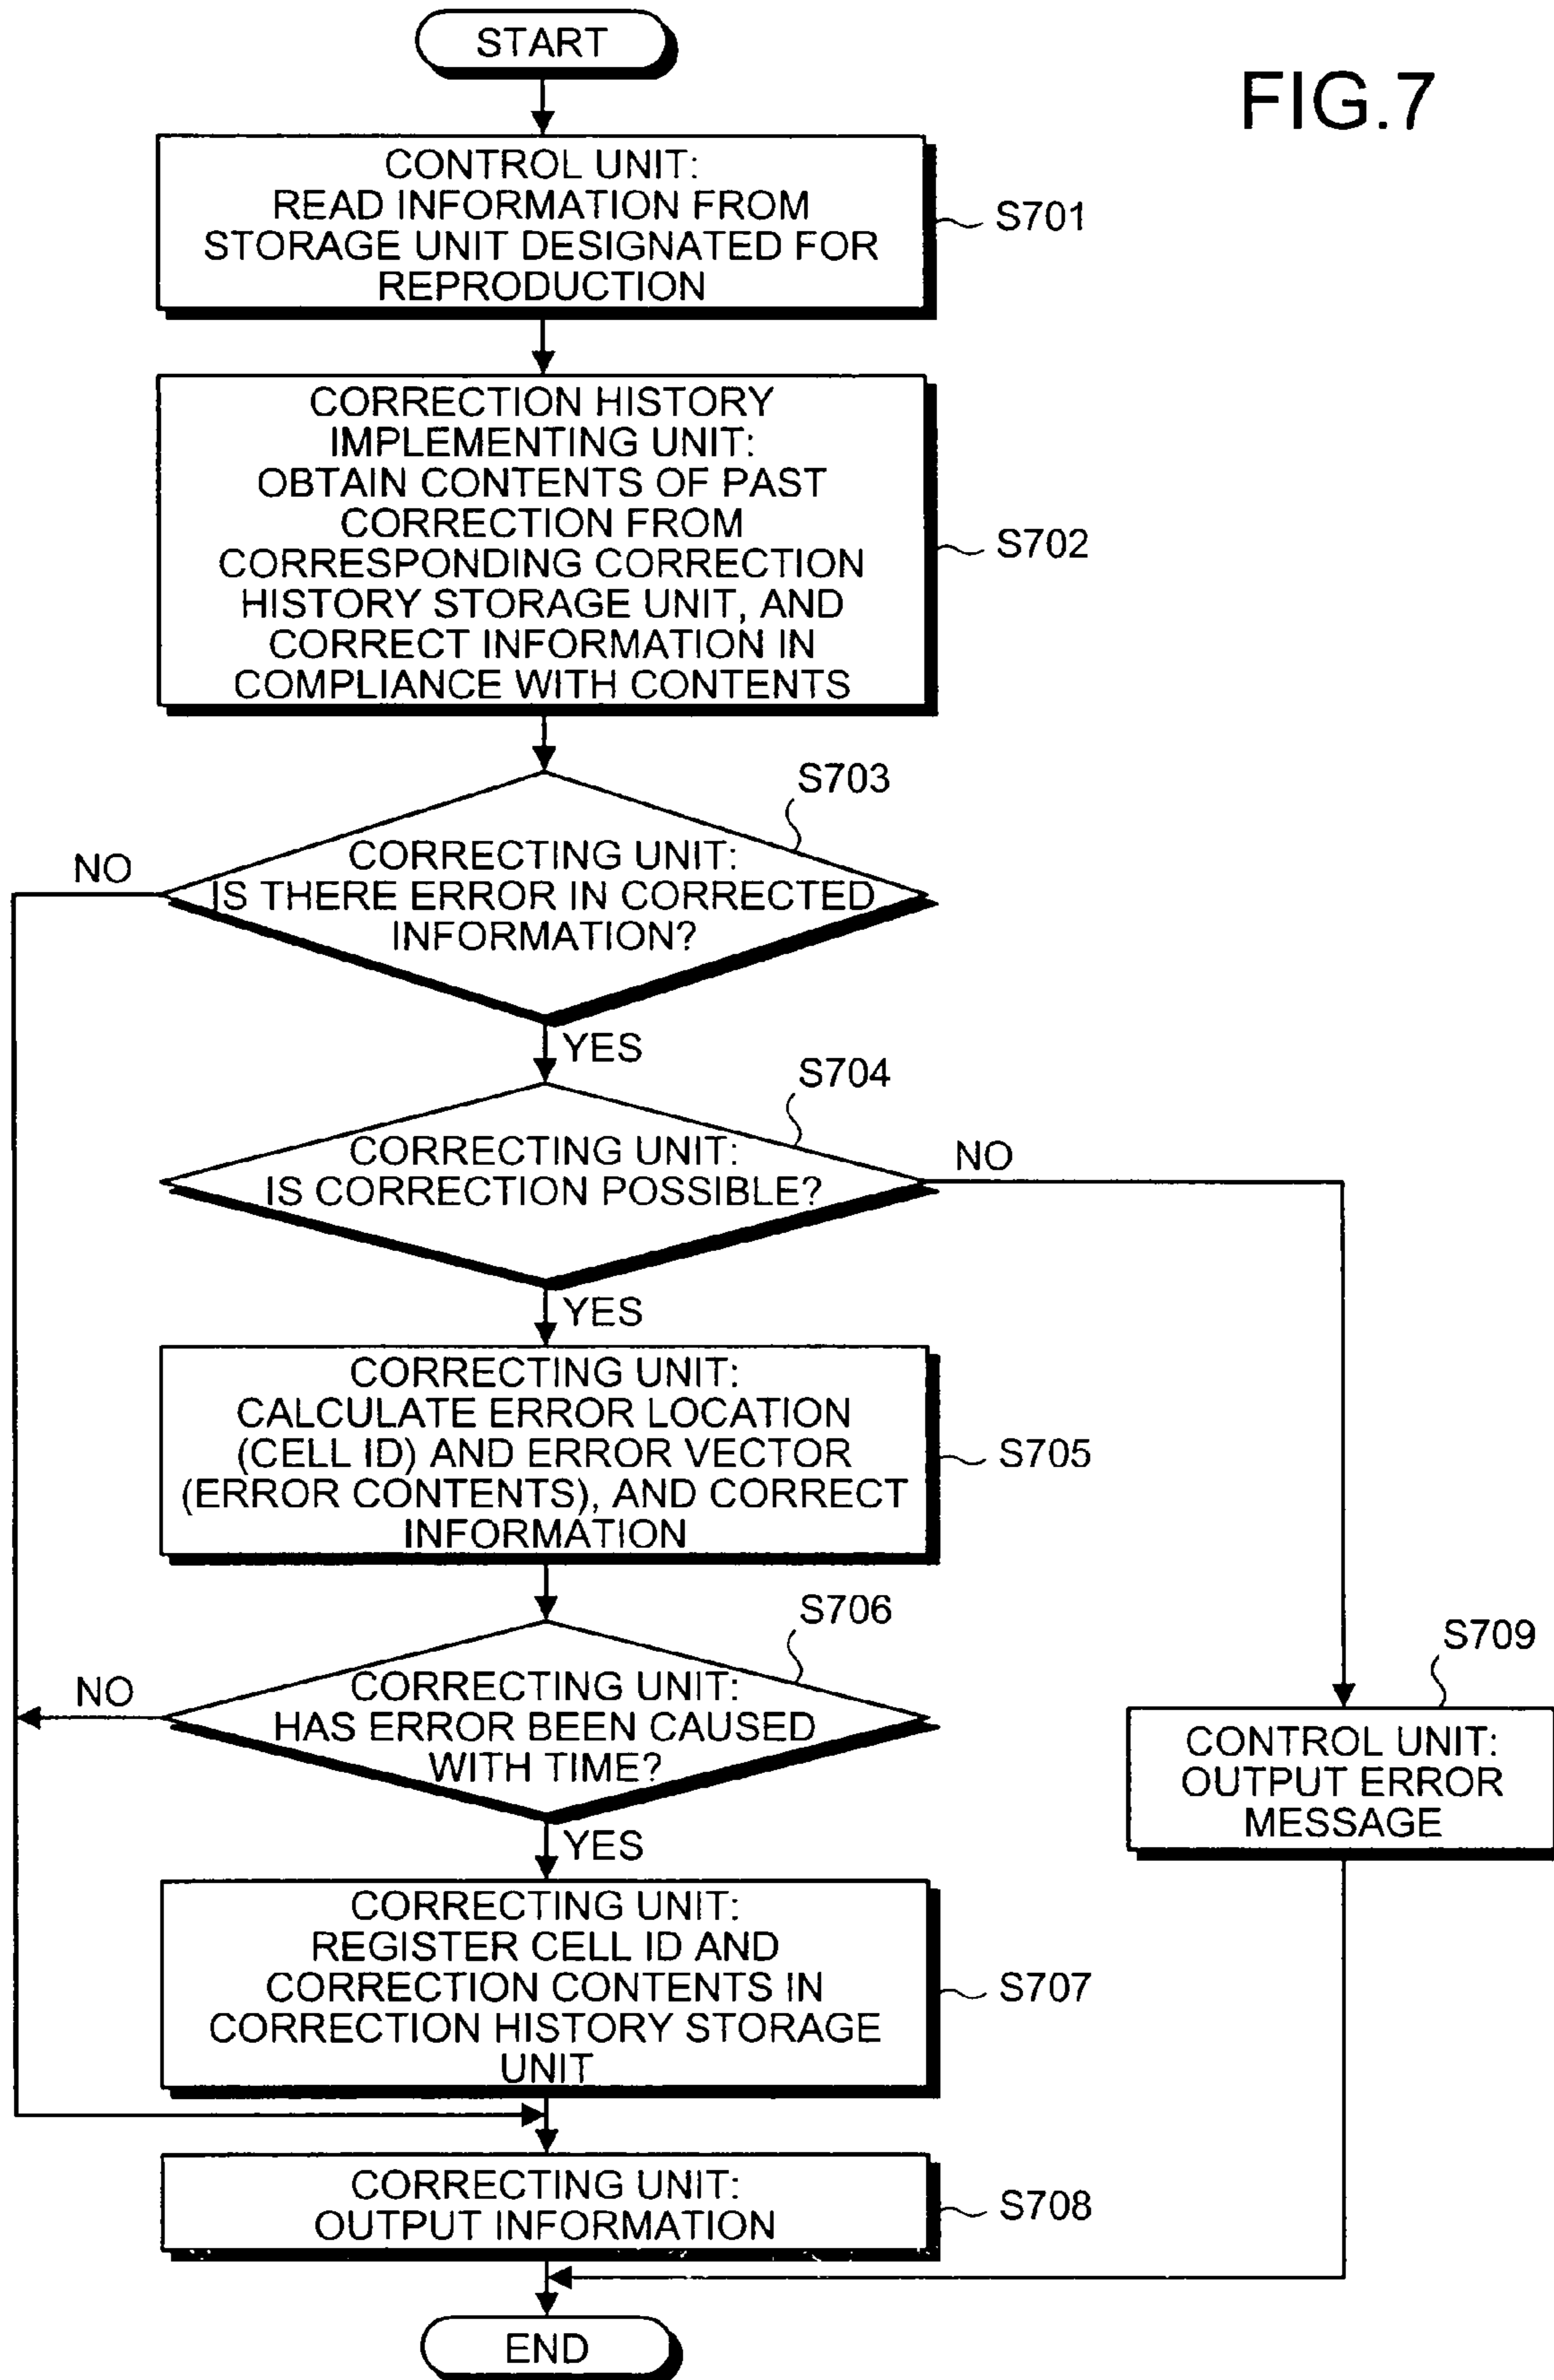 START
FIG.7
CONTROL UNIT:
READ INFORMATION FROM
STORAGE UNIT DESIGNATED FOR
REPRODUCTION
S701
CORRECTION HISTORY
IMPLEMENTING UNIT:
OBTAIN CONTENTS OF PAST
CORRECTION FROM
CORRESPONDING CORRECTION
HISTORY STORAGE UNIT, AND
CORRECT INFORMATION IN
COMPLIANCE WITH CONTENTS
S702
S703
NO
CORRECTING UNIT:
IS THERE ERROR IN CORRECTED
INFORMATION?
YES
S704
CORRECTING UNIT:
IS CORRECTION POSSIBLE?
NO
YES
CORRECTING UNIT:
CALCULATE ERROR LOCATION
(CELL ID) AND ERROR VECTOR
(ERROR CONTENTS), AND CORRECT
INFORMATION
S705
S706
NO
CORRECTING UNIT:
HAS ERROR BEEN CAUSED
WITH TIME?
YES
S709
CONTROL UNIT:
OUTPUT ERROR
MESSAGE
CORRECTING UNIT:
REGISTER CELL ID AND
CORRECTION CONTENTS IN
CORRECTION HISTORY STORAGE
UNIT
S707
CORRECTING UNIT:
OUTPUT INFORMATION
S708
END